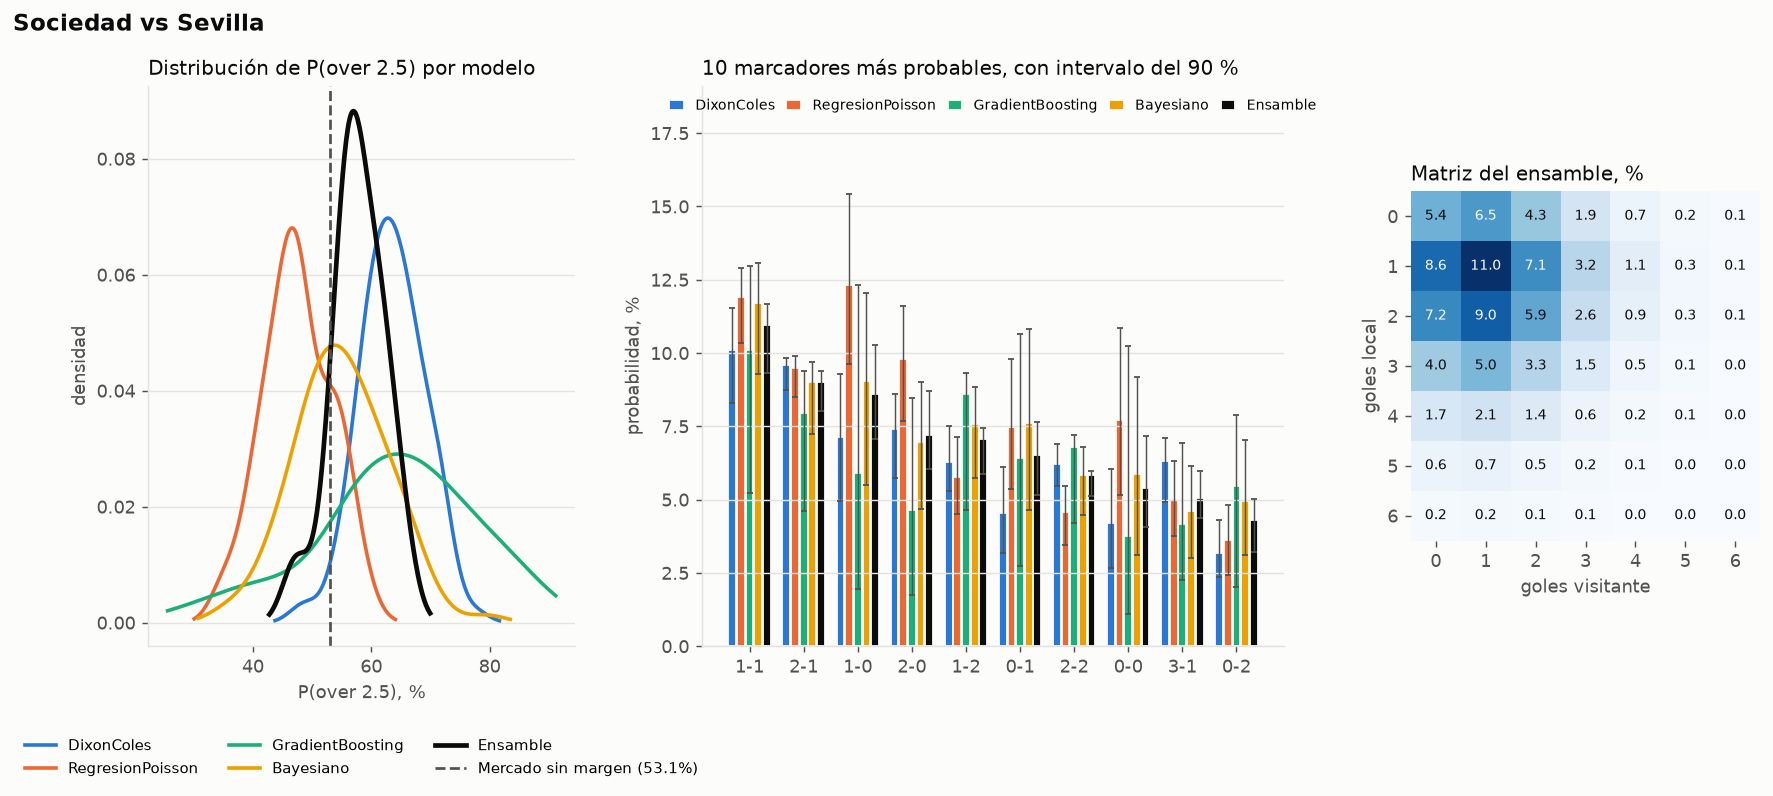 Sociedad vs Sevilla
Distribución de P(over 2.5) por modelo
densidad
0.08
0.06
0.04
0.02
0.00
40 60 80
P(over 2.5), %
DixonColes
RegresionPoisson
GradientBoosting
Bayesiano
Ensamble
Mercado sin margen (53.1%)
10 marcadores más probables, con intervalo del 90 %
DixonColes RegresionPoisson GradientBoosting Bayesiano Ensamble
probabilidad, %
17.5
15.0
12.5
10.0
7.5
5.0
2.5
0.0
1-1 2-1 1-0 2-0 1-2 0-1 2-2 0-0 3-1 0-2
Matriz del ensamble, %
goles local
0 5.4 6.5 4.3 1.9 0.7 0.2 0.1
1 8.6 11.0 7.1 3.2 1.1 0.3 0.1
2 7.2 9.0 5.9 2.6 0.9 0.3 0.1
3 4.0 5.0 3.3 1.5 0.5 0.1 0.0
4 1.7 2.1 1.4 0.6 0.2 0.1 0.0
5 0.6 0.7 0.5 0.2 0.1 0.0 0.0
6 0.2 0.2 0.1 0.1 0.0 0.0 0.0
0 1 2 3 4 5 6
goles visitante